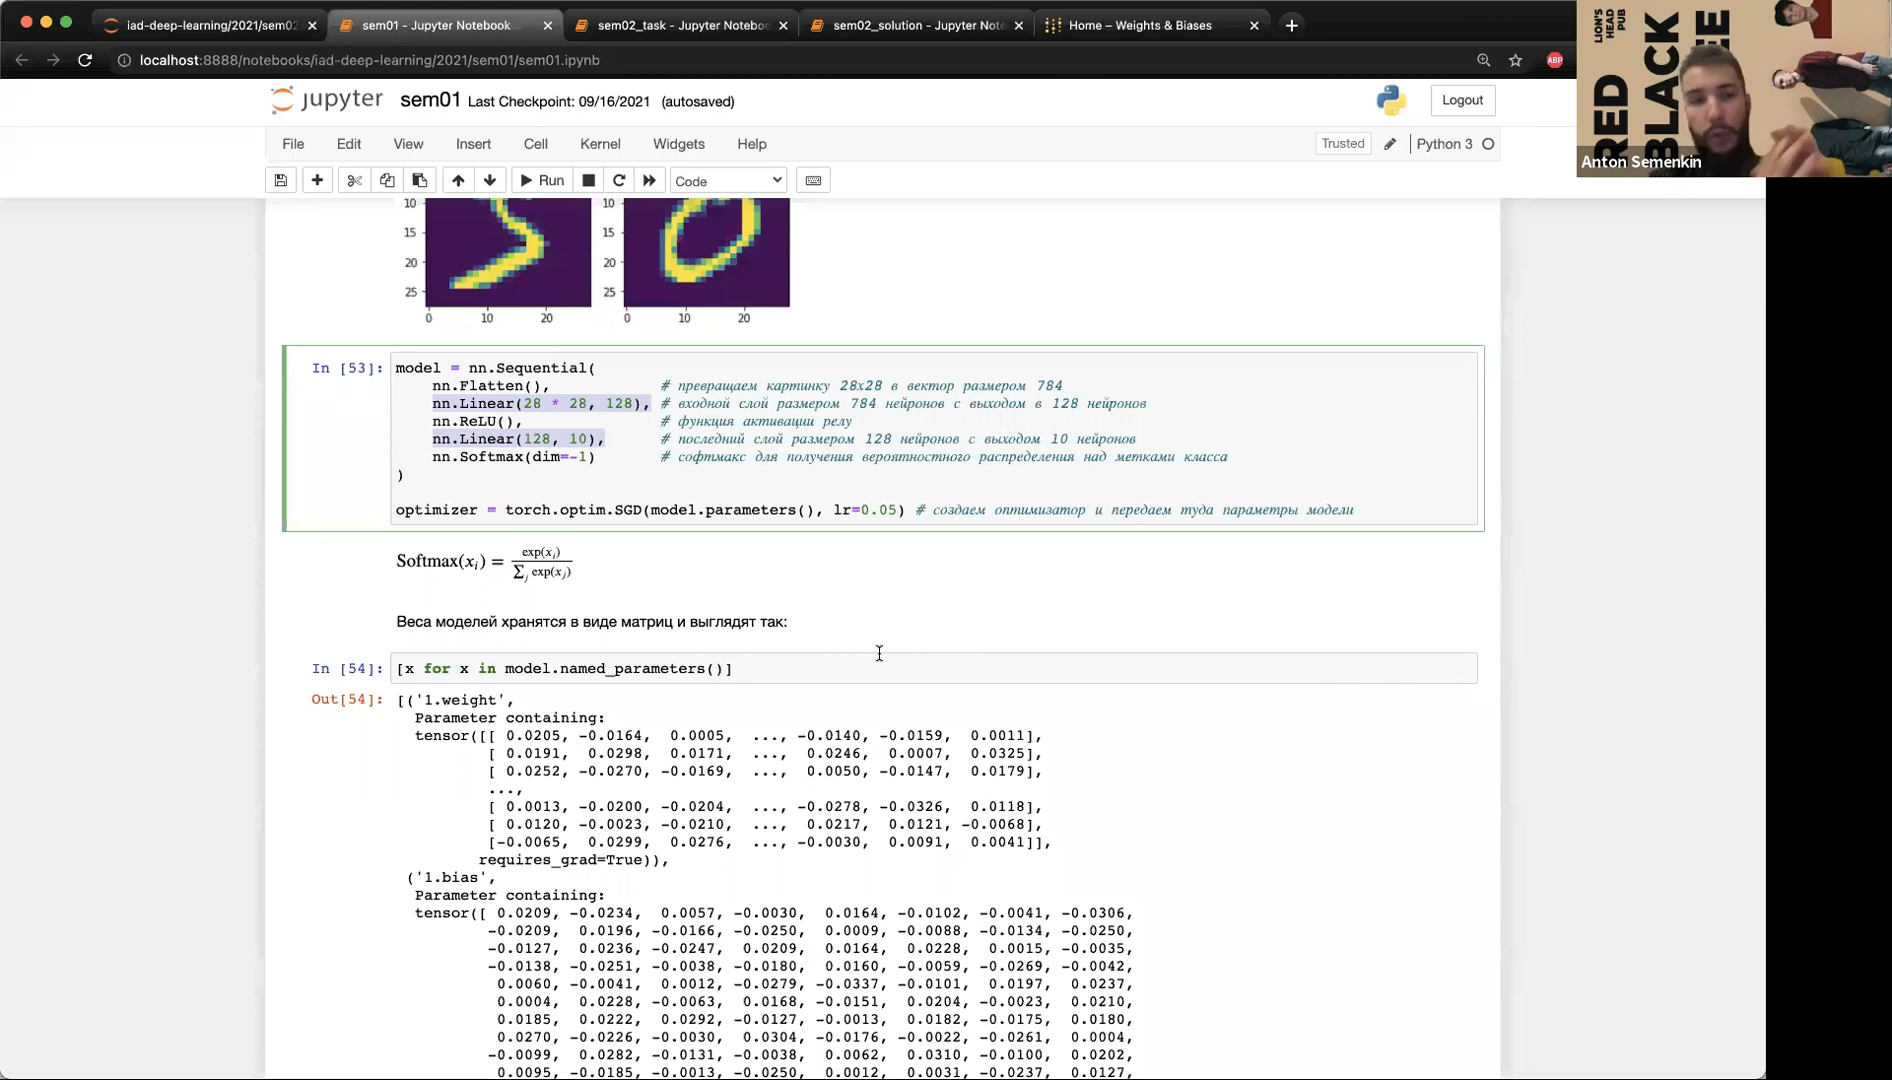 iad-deep-learning/2021/sem02
sem01 - Jupyter Notebook
sem02_task - Jupyter Noteboo
sem02_solution - Jupyter Note
Home – Weights & Biases
localhost:8888/notebooks/iad-deep-learning/2021/sem01/sem01.ipynb
ABP
jupyter sem01 Last Checkpoint: 09/16/2021 (autosaved)
Logout
File Edit View Insert Cell Kernel Widgets Help
Trusted
Python 3
Run
Code
LION'S
HEAD
PUB
RED
BLACK
Anton Semenkin
10 10
15 15
20 20
25 25
0 10 20 0 10 20
In [53]: model = nn.Sequential(
nn.Flatten(), # превращаем картинку 28x28 в вектор размером 784
nn.Linear(28 * 28, 128), # входной слой размером 784 нейронов с выходом в 128 нейронов
nn.ReLU(), # функция активации релу
nn.Linear(128, 10), # последний слой размером 128 нейронов с выходом 10 нейронов
nn.Softmax(dim=-1) # софтмакс для получения вероятностного распределения над метками класса
)
optimizer = torch.optim.SGD(model.parameters(), lr=0.05) # создаем оптимизатор и передаем туда параметры модели
Softmax(xᵢ) = exp(xᵢ) / ∑ⱼ exp(xⱼ)
Веса моделей хранятся в виде матриц и выглядят так:
In [54]: [x for x in model.named_parameters()]
Out[54]: [('1.weight',
Parameter containing:
tensor([[ 0.0205, -0.0164, 0.0005, ..., -0.0140, -0.0159, 0.0011],
[ 0.0191, 0.0298, 0.0171, ..., 0.0246, 0.0007, 0.0325],
[ 0.0252, -0.0270, -0.0169, ..., 0.0050, -0.0147, 0.0179],
...,
[ 0.0013, -0.0200, -0.0204, ..., -0.0278, -0.0326, 0.0118],
[ 0.0120, -0.0023, -0.0210, ..., 0.0217, 0.0121, -0.0068],
[-0.0065, 0.0299, 0.0276, ..., -0.0030, 0.0091, 0.0041]],
requires_grad=True)),
('1.bias',
Parameter containing:
tensor([ 0.0209, -0.0234, 0.0057, -0.0030, 0.0164, -0.0102, -0.0041, -0.0306,
-0.0209, 0.0196, -0.0166, -0.0250, 0.0009, -0.0088, -0.0134, -0.0250,
-0.0127, 0.0236, -0.0247, 0.0209, 0.0164, 0.0228, 0.0015, -0.0035,
-0.0138, -0.0251, -0.0038, -0.0180, 0.0160, -0.0059, -0.0269, -0.0042,
0.0060, -0.0041, 0.0012, -0.0279, -0.0337, -0.0101, 0.0197, 0.0237,
0.0004, 0.0228, -0.0063, 0.0168, -0.0151, 0.0204, -0.0023, 0.0210,
0.0185, 0.0222, 0.0292, -0.0127, -0.0013, 0.0182, -0.0175, 0.0180,
0.0270, -0.0226, -0.0030, 0.0304, -0.0176, -0.0022, -0.0261, 0.0004,
-0.0099, 0.0282, -0.0131, -0.0038, 0.0062, 0.0310, -0.0100, 0.0202,
0.0095, -0.0185, -0.0013, -0.0250, 0.0012, 0.0031, -0.0237, 0.0127,